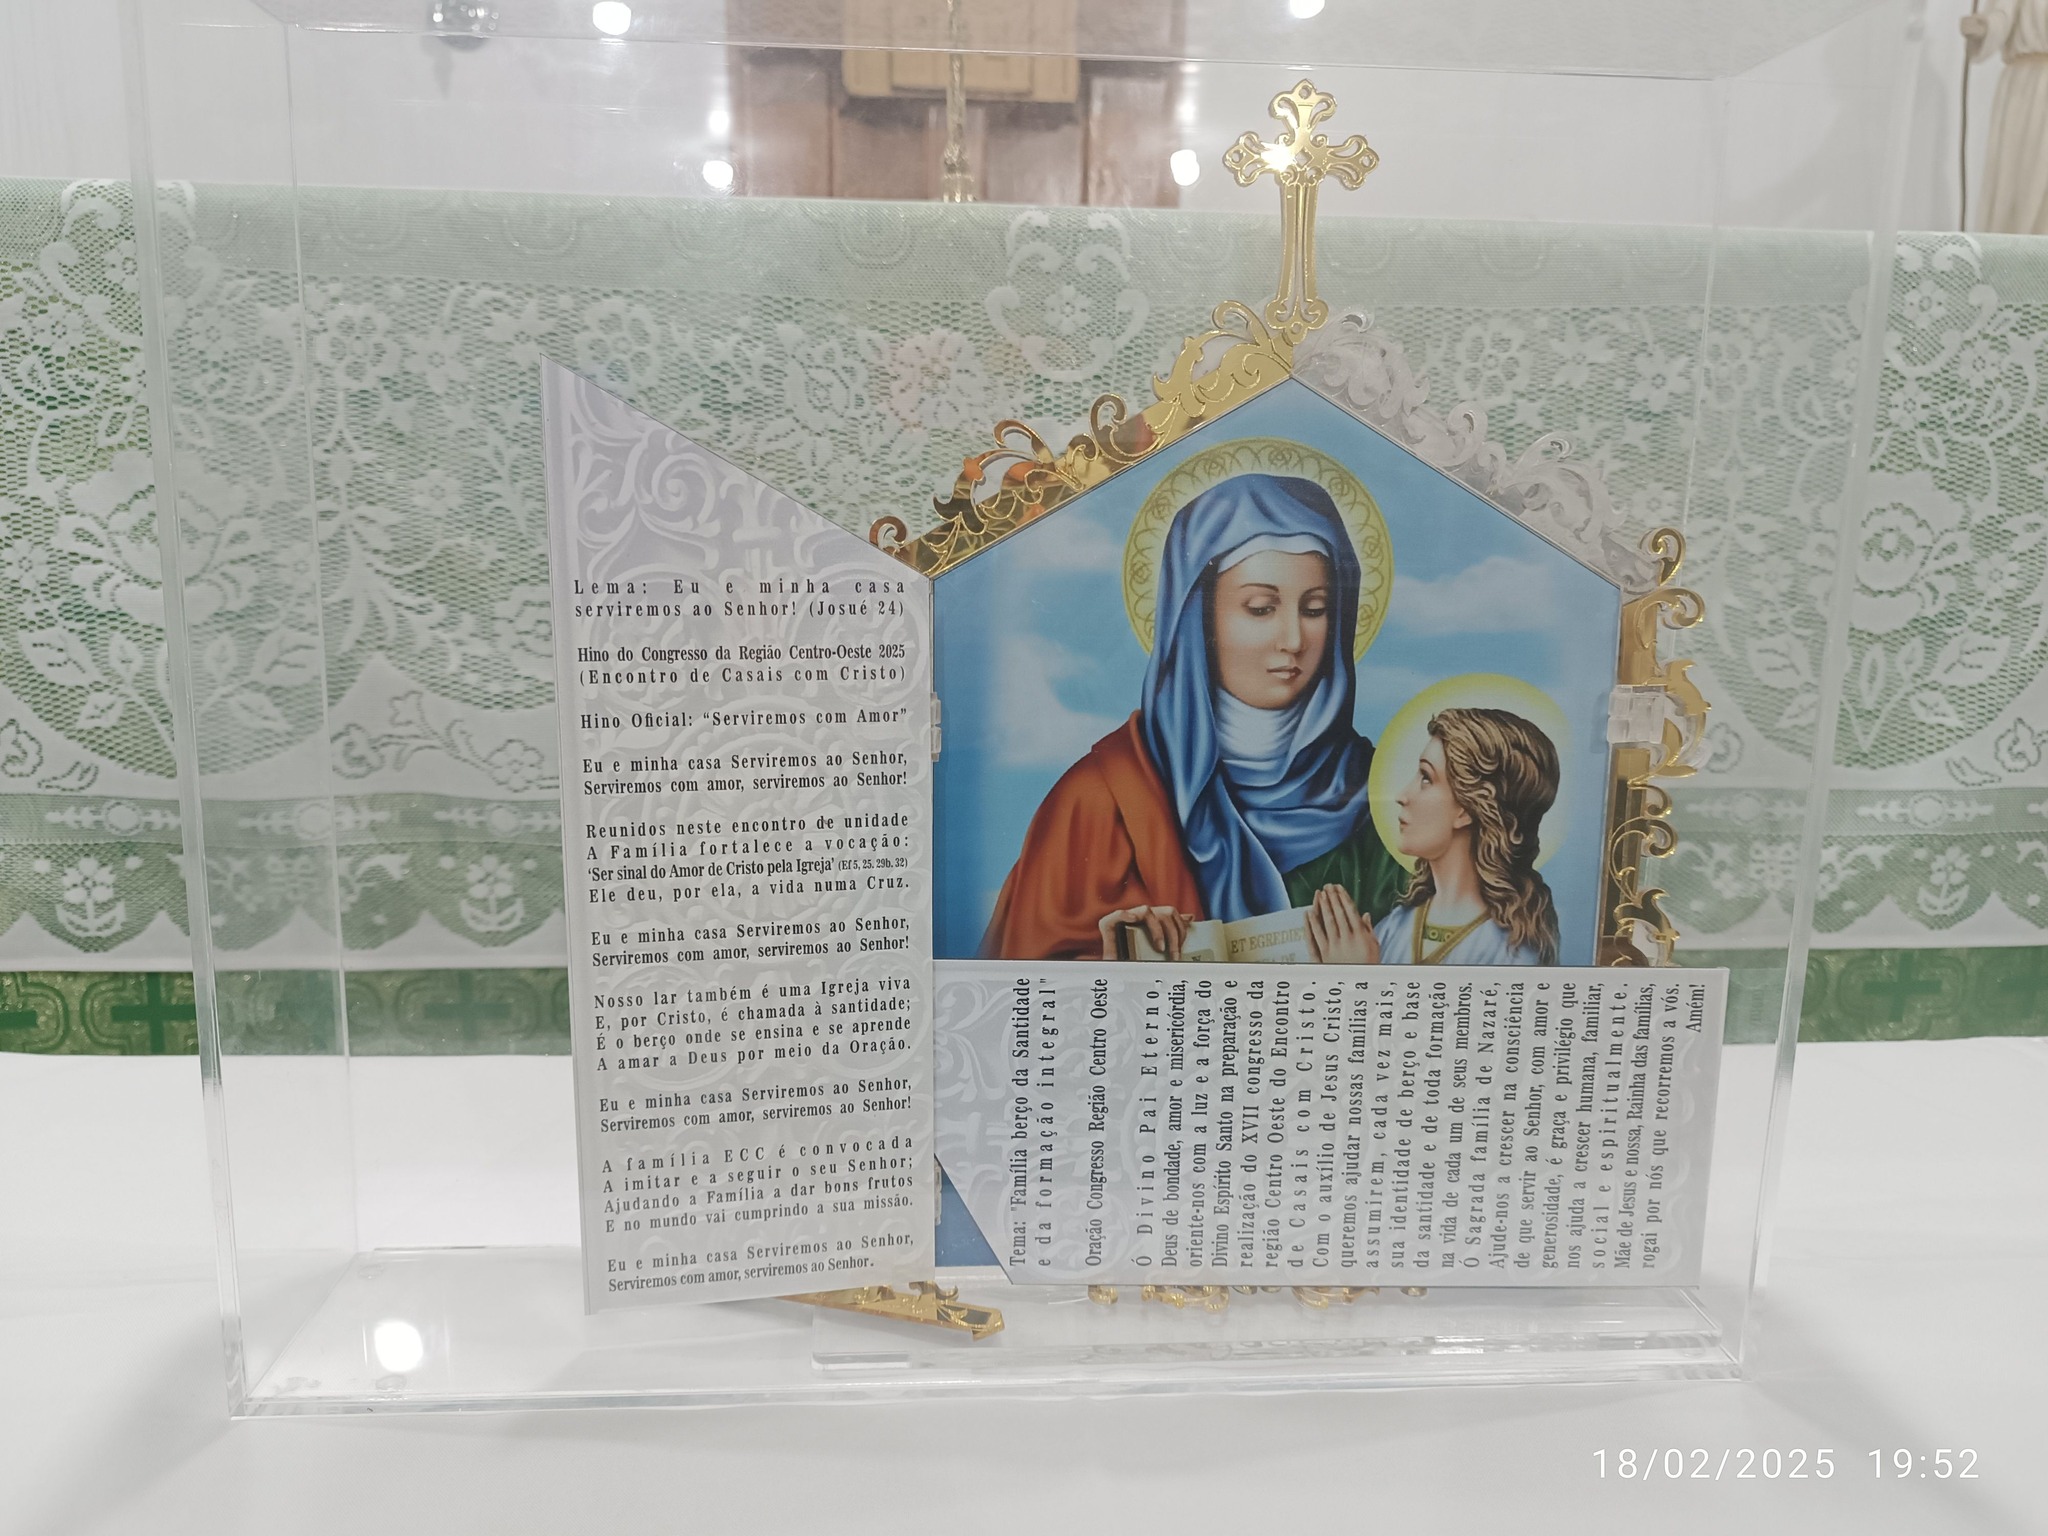 Lema: Eu e minha casa
serviremos ao Senhor! (Josué 24)
Hino do Congresso da Região Centro-Oeste 2025
(Encontro de Casais com Cristo)
Hino Oficial: “Serviremos com Amor”
Eu e minha casa Serviremos ao Senhor,
Serviremos com amor, serviremos ao Senhor!
Reunidos neste encontro de unidade
A Família fortalece a vocação:
‘Ser sinal do Amor de Cristo pela Igreja’ (Ef 5, 25. 29b. 32)
Ele deu, por ela, a vida numa Cruz.
Eu e minha casa Serviremos ao Senhor,
Serviremos com amor, serviremos ao Senhor!
Nosso lar também é uma Igreja viva
E, por Cristo, é chamada à santidade;
É o berço onde se ensina e se aprende
A amar a Deus por meio da Oração.
Eu e minha casa Serviremos ao Senhor,
Serviremos com amor, serviremos ao Senhor!
A família ECC é convocada
A imitar e a seguir o seu Senhor;
Ajudando a Família a dar bons frutos
E no mundo vai cumprindo a sua missão.
Eu e minha casa Serviremos ao Senhor,
Serviremos com amor, serviremos ao Senhor.
ET EGREDIET
Tema: "Família berço da Santidade
e da formação integral"
Oração Congresso Região Centro Oeste
Ó Divino Pai Eterno,
Deus de bondade, amor e misericórdia,
oriente-nos com a luz e a força do
Divino Espírito Santo na preparação e
realização do XVII congresso da
região Centro Oeste do Encontro
de Casais com Cristo.
Com o auxílio de Jesus Cristo,
queremos ajudar nossas famílias a
assumirem, cada vez mais,
sua identidade de berço e base
da santidade e de toda formação
na vida de cada um de seus membros.
Ó Sagrada família de Nazaré,
Ajude-nos a crescer na consciência
de que servir ao Senhor, com amor e
generosidade, é graça e privilégio que
nos ajuda a crescer humana, familiar,
social e espiritualmente.
Mãe de Jesus e nossa, Rainha das famílias,
rogai por nós que recorremos a vós.
Amém!
18/02/2025 19:52